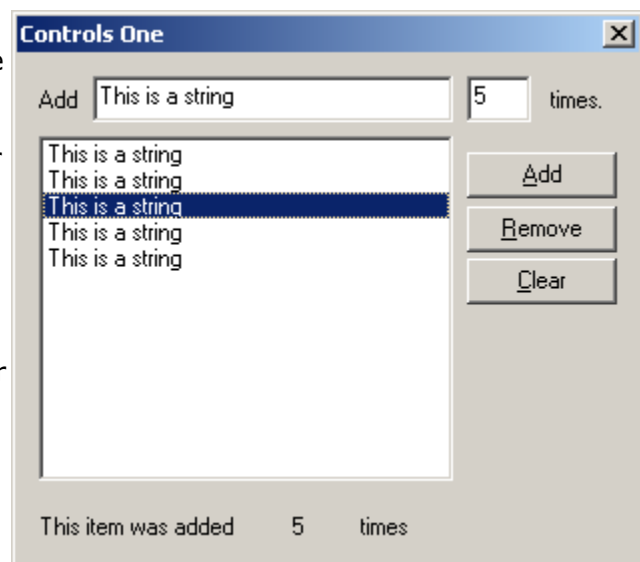 Controls One
Add This is a string 5 times.
This is a string
This is a string
This is a string
This is a string
This is a string
Add
Remove
Clear
This item was added 5 times